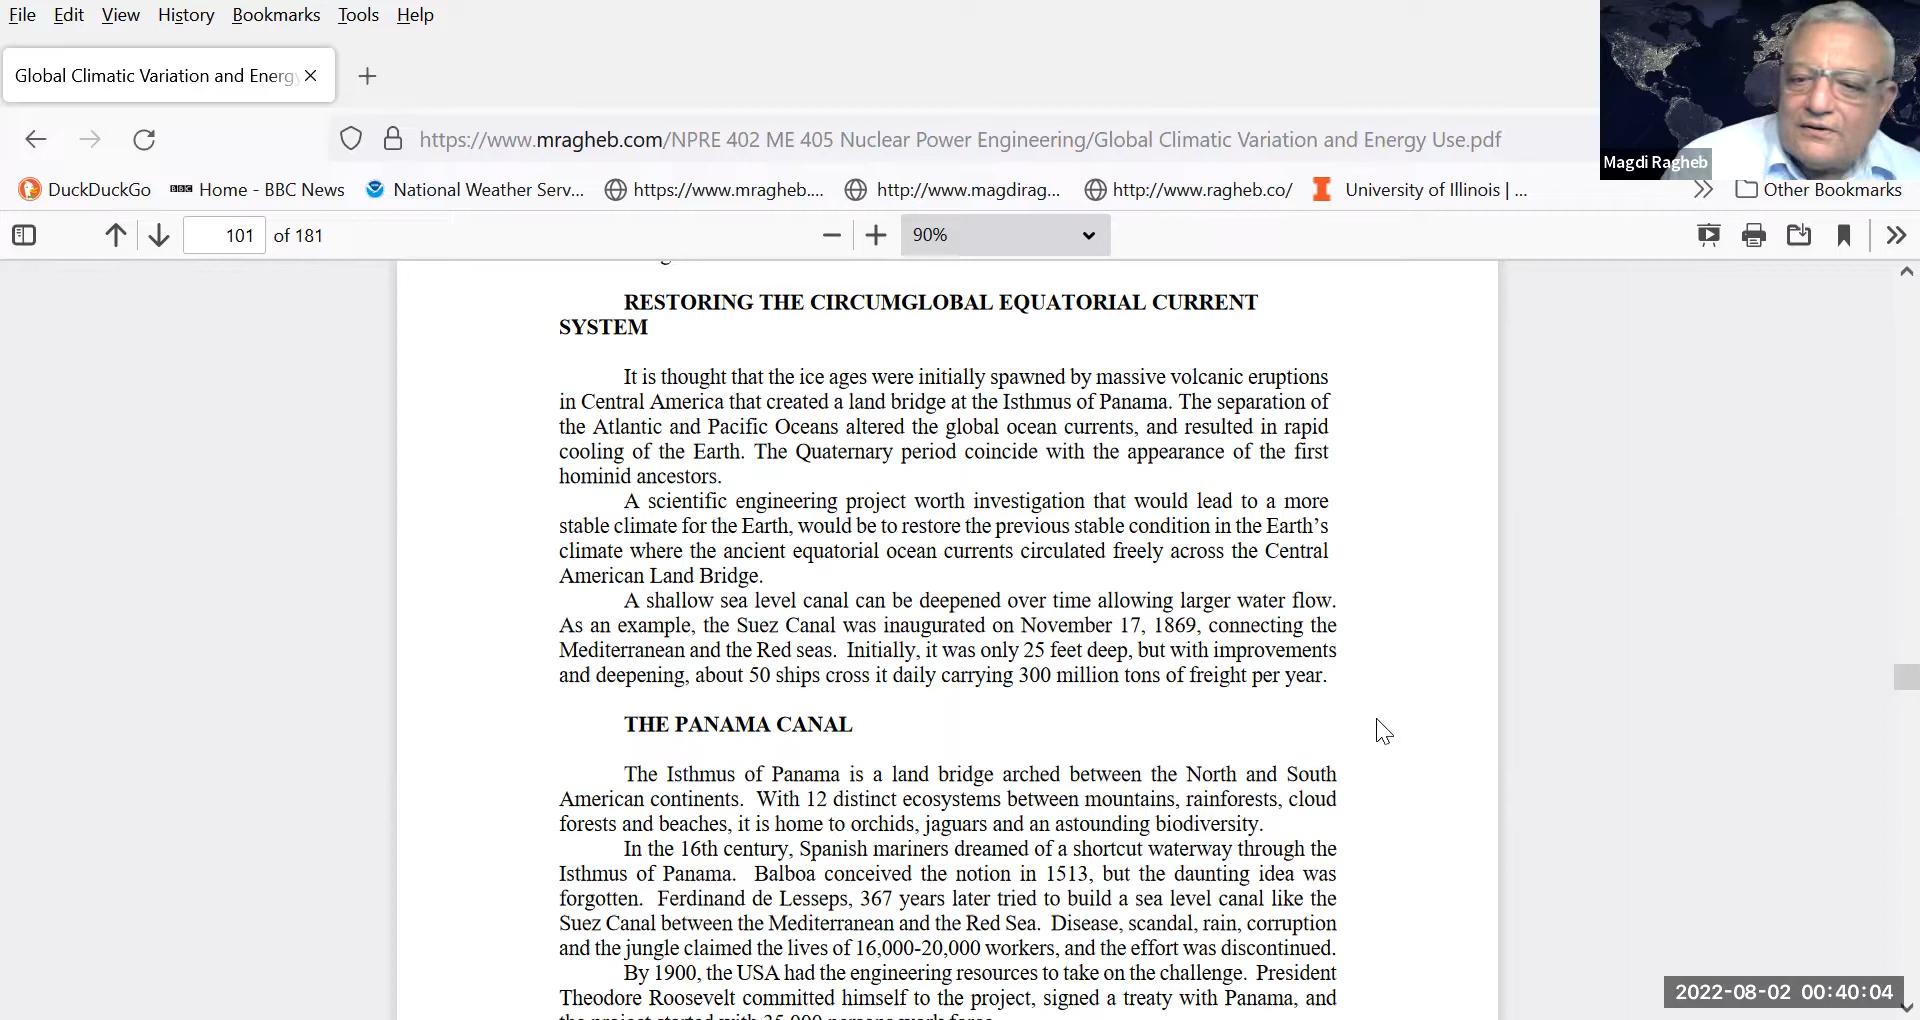 File Edit View History Bookmarks Tools Help
Global Climatic Variation and Energy
https://www.mragheb.com/NPRE 402 ME 405 Nuclear Power Engineering/Global Climatic Variation and Energy Use.pdf
Magdi Ragheb
DuckDuckGo BBC Home - BBC News National Weather Serv... https://www.mragheb.... http://www.magdirag... http://www.ragheb.co/ University of Illinois | ... Other Bookmarks
101 of 181 90%
RESTORING THE CIRCUMGLOBAL EQUATORIAL CURRENT
SYSTEM
It is thought that the ice ages were initially spawned by massive volcanic eruptions
in Central America that created a land bridge at the Isthmus of Panama. The separation of
the Atlantic and Pacific Oceans altered the global ocean currents, and resulted in rapid
cooling of the Earth. The Quaternary period coincide with the appearance of the first
hominid ancestors.
A scientific engineering project worth investigation that would lead to a more
stable climate for the Earth, would be to restore the previous stable condition in the Earth's
climate where the ancient equatorial ocean currents circulated freely across the Central
American Land Bridge.
A shallow sea level canal can be deepened over time allowing larger water flow.
As an example, the Suez Canal was inaugurated on November 17, 1869, connecting the
Mediterranean and the Red seas. Initially, it was only 25 feet deep, but with improvements
and deepening, about 50 ships cross it daily carrying 300 million tons of freight per year.
THE PANAMA CANAL
The Isthmus of Panama is a land bridge arched between the North and South
American continents. With 12 distinct ecosystems between mountains, rainforests, cloud
forests and beaches, it is home to orchids, jaguars and an astounding biodiversity.
In the 16th century, Spanish mariners dreamed of a shortcut waterway through the
Isthmus of Panama. Balboa conceived the notion in 1513, but the daunting idea was
forgotten. Ferdinand de Lesseps, 367 years later tried to build a sea level canal like the
Suez Canal between the Mediterranean and the Red Sea. Disease, scandal, rain, corruption
and the jungle claimed the lives of 16,000-20,000 workers, and the effort was discontinued.
By 1900, the USA had the engineering resources to take on the challenge. President
Theodore Roosevelt committed himself to the project, signed a treaty with Panama, and
the project started with 35,000 persons work force.
2022-08-02 00:40:04